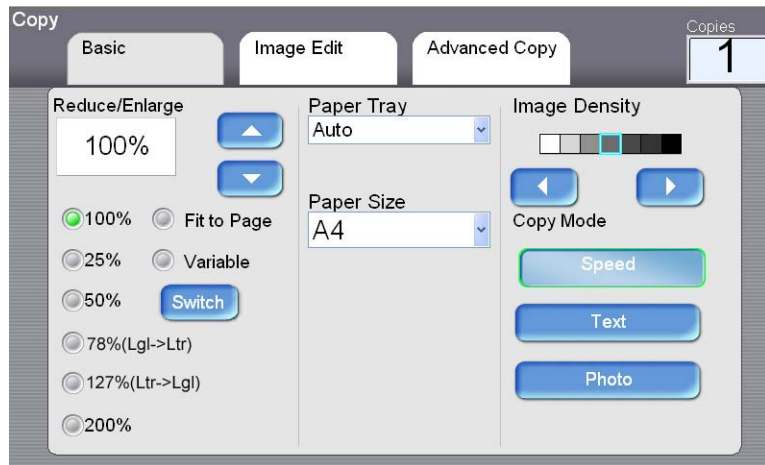 Copy
Copies
1
Basic
Image Edit
Advanced Copy
Reduce/Enlarge
100%
100%
Fit to Page
25%
Variable
50%
Switch
78%(Lgl->Ltr)
127%(Ltr->Lgl)
200%
Paper Tray
Auto
Paper Size
A4
Image Density
Copy Mode
Speed
Text
Photo